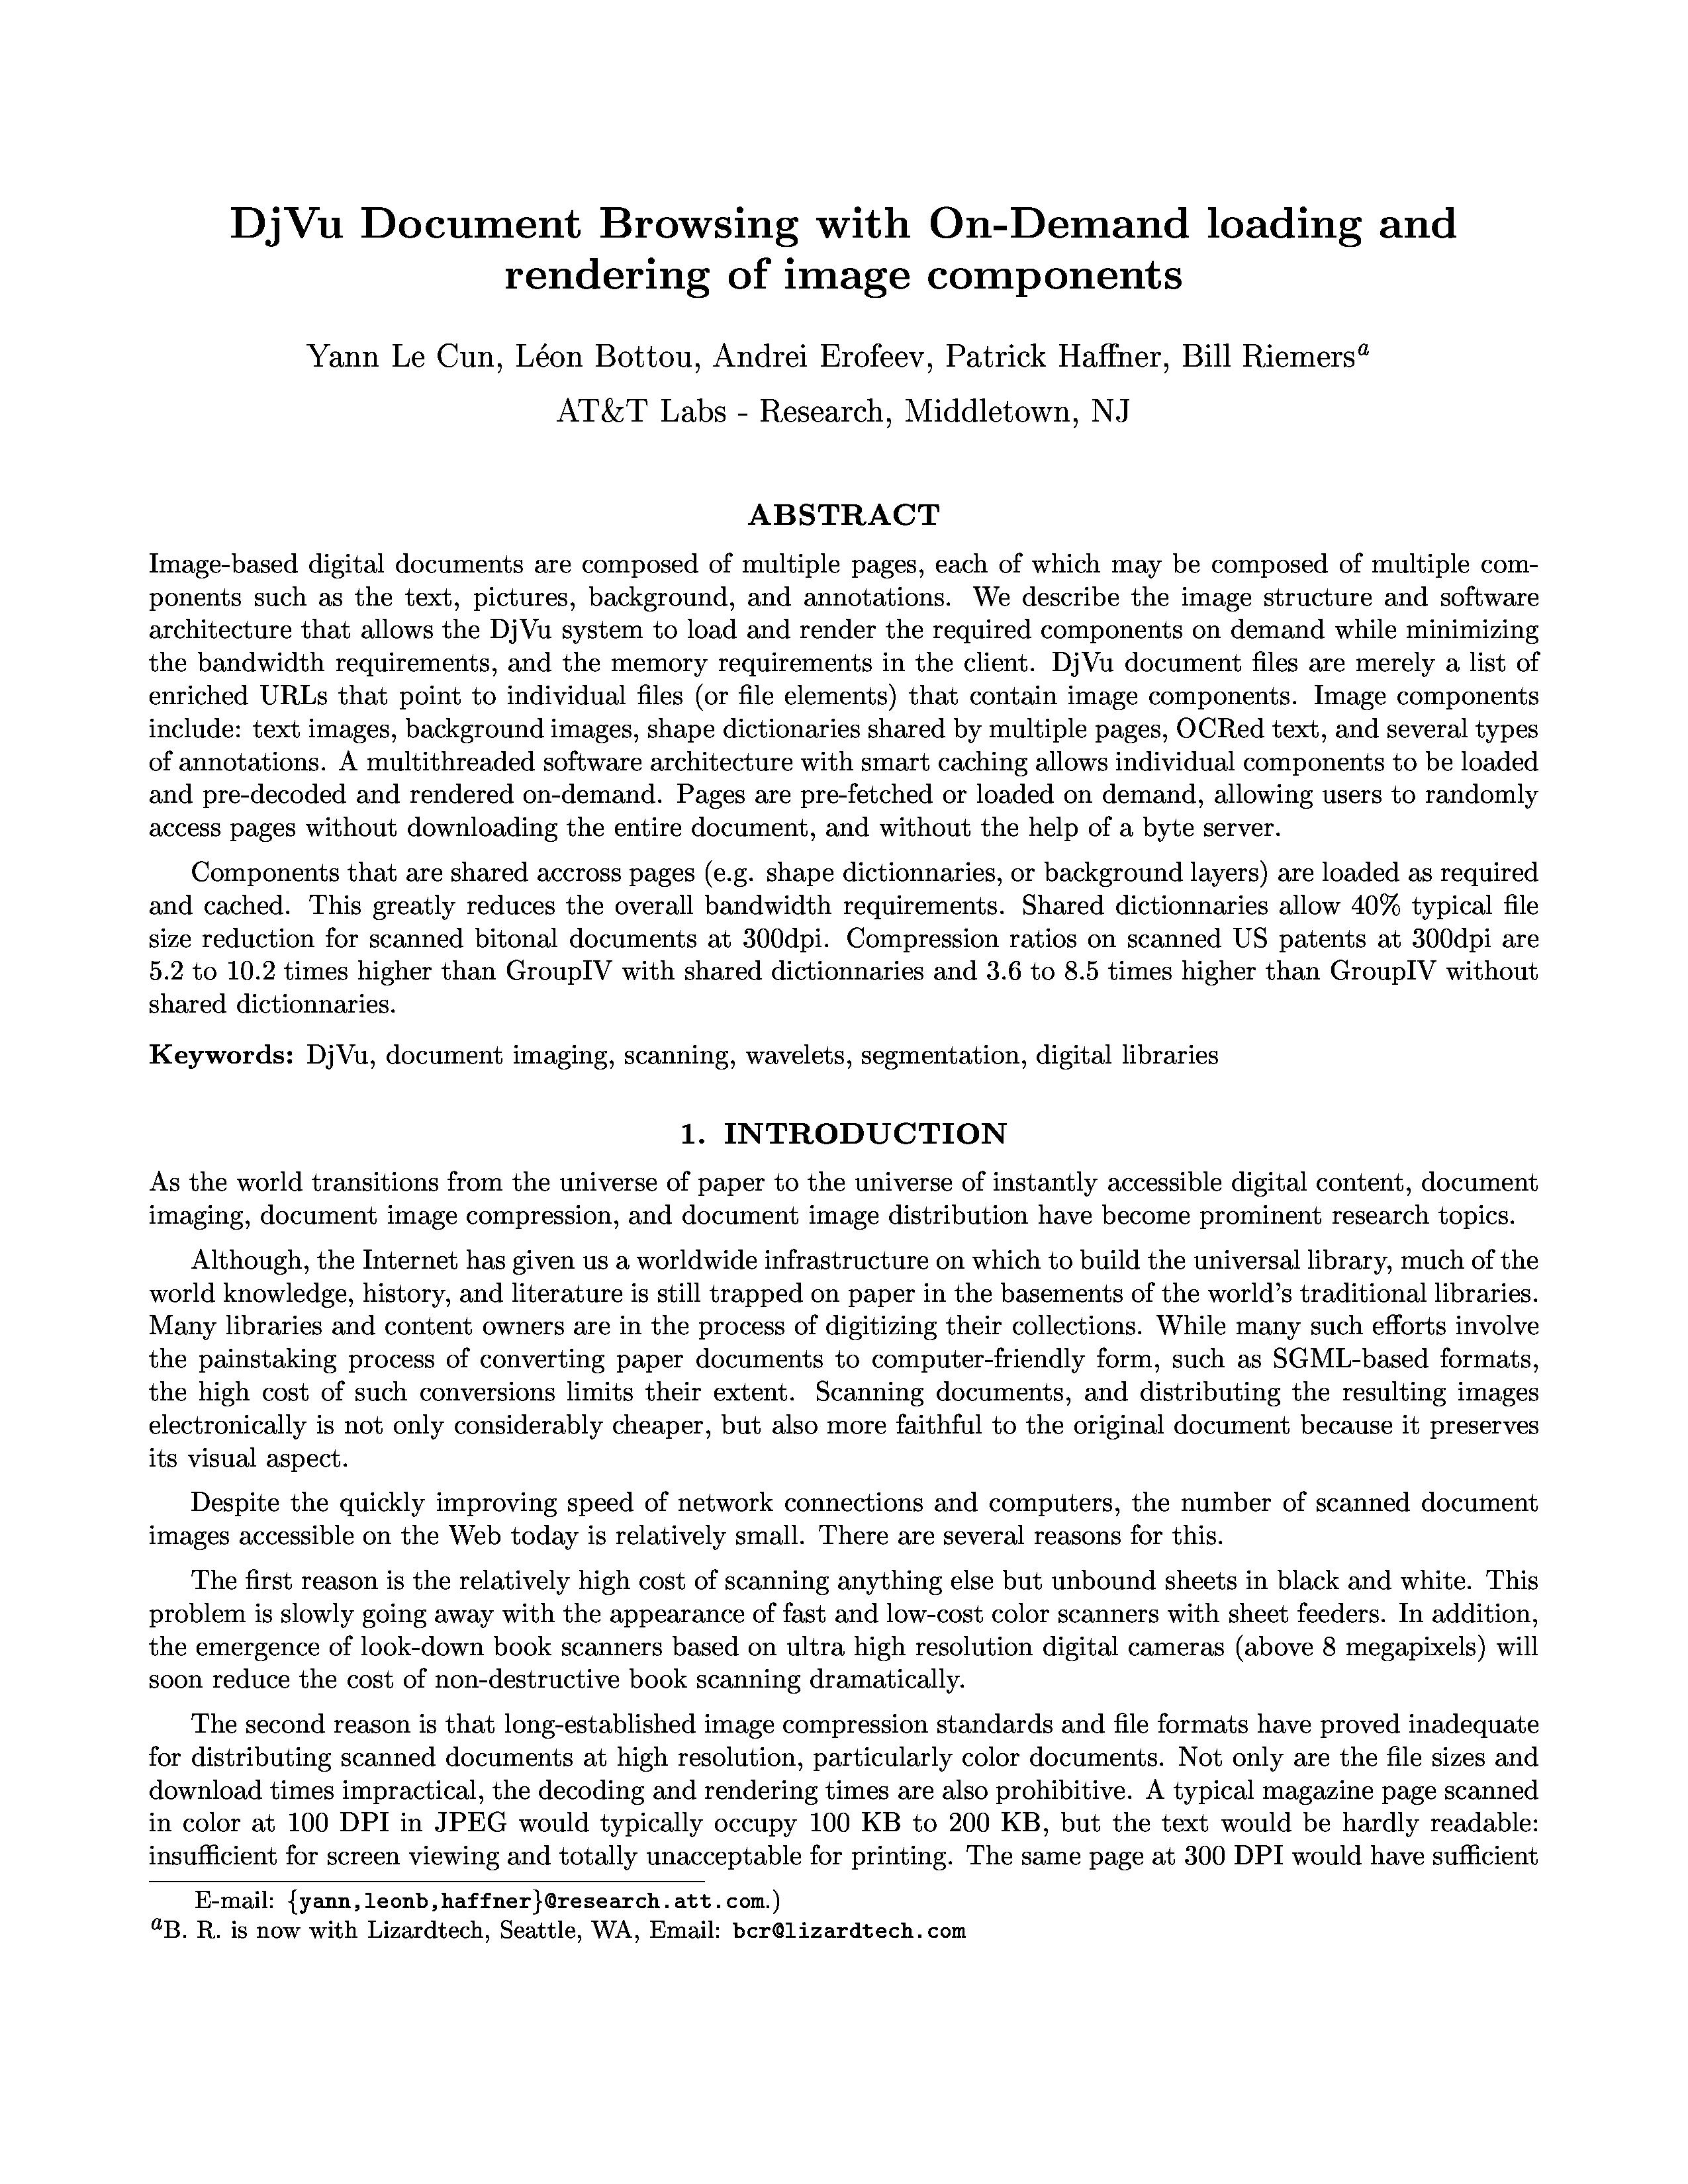 DjVu Document Browsing with On-Demand loading and
rendering of image components
Yann Le Cun, Léon Bottou, Andrei Erofeev, Patrick Haffner, Bill Riemersᵃ
AT&T Labs - Research, Middletown, NJ
ABSTRACT
Image-based digital documents are composed of multiple pages, each of which may be composed of multiple com-
ponents such as the text, pictures, background, and annotations. We describe the image structure and software
architecture that allows the DjVu system to load and render the required components on demand while minimizing
the bandwidth requirements, and the memory requirements in the client. DjVu document files are merely a list of
enriched URLs that point to individual files (or file elements) that contain image components. Image components
include: text images, background images, shape dictionaries shared by multiple pages, OCRed text, and several types
of annotations. A multithreaded software architecture with smart caching allows individual components to be loaded
and pre-decoded and rendered on-demand. Pages are pre-fetched or loaded on demand, allowing users to randomly
access pages without downloading the entire document, and without the help of a byte server.
Components that are shared accross pages (e.g. shape dictionnaries, or background layers) are loaded as required
and cached. This greatly reduces the overall bandwidth requirements. Shared dictionnaries allow 40% typical file
size reduction for scanned bitonal documents at 300dpi. Compression ratios on scanned US patents at 300dpi are
5.2 to 10.2 times higher than GroupIV with shared dictionnaries and 3.6 to 8.5 times higher than GroupIV without
shared dictionnaries.
Keywords: DjVu, document imaging, scanning, wavelets, segmentation, digital libraries
1. INTRODUCTION
As the world transitions from the universe of paper to the universe of instantly accessible digital content, document
imaging, document image compression, and document image distribution have become prominent research topics.
Although, the Internet has given us a worldwide infrastructure on which to build the universal library, much of the
world knowledge, history, and literature is still trapped on paper in the basements of the world's traditional libraries.
Many libraries and content owners are in the process of digitizing their collections. While many such efforts involve
the painstaking process of converting paper documents to computer-friendly form, such as SGML-based formats,
the high cost of such conversions limits their extent. Scanning documents, and distributing the resulting images
electronically is not only considerably cheaper, but also more faithful to the original document because it preserves
its visual aspect.
Despite the quickly improving speed of network connections and computers, the number of scanned document
images accessible on the Web today is relatively small. There are several reasons for this.
The first reason is the relatively high cost of scanning anything else but unbound sheets in black and white. This
problem is slowly going away with the appearance of fast and low-cost color scanners with sheet feeders. In addition,
the emergence of look-down book scanners based on ultra high resolution digital cameras (above 8 megapixels) will
soon reduce the cost of non-destructive book scanning dramatically.
The second reason is that long-established image compression standards and file formats have proved inadequate
for distributing scanned documents at high resolution, particularly color documents. Not only are the file sizes and
download times impractical, the decoding and rendering times are also prohibitive. A typical magazine page scanned
in color at 100 DPI in JPEG would typically occupy 100 KB to 200 KB, but the text would be hardly readable:
insufficient for screen viewing and totally unacceptable for printing. The same page at 300 DPI would have sufficient
E-mail: {yann,leonb,haffner}@research.att.com.)
ᵃB. R. is now with Lizardtech, Seattle, WA, Email: bcr@lizardtech.com